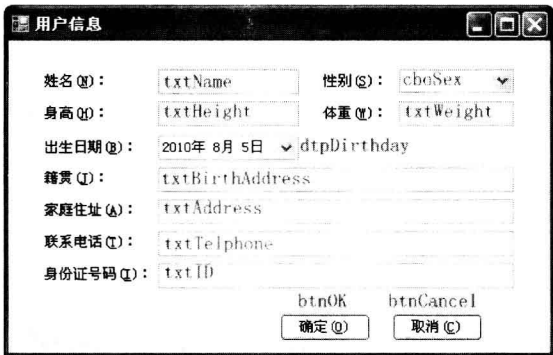 用户信息
姓名(N): txtName 性别(S): cboSex
身高(H): txtHeight 体重(W): txtWeight
出生日期(B): 2010年 8月 5日 dtpDirthday
籍贯(J): txtBirthAddress
家庭住址(A): txtAddress
联系电话(T): txtTelphone
身份证号码(I): txtID
btnOK btnCancel
确定(O) 取消(C)